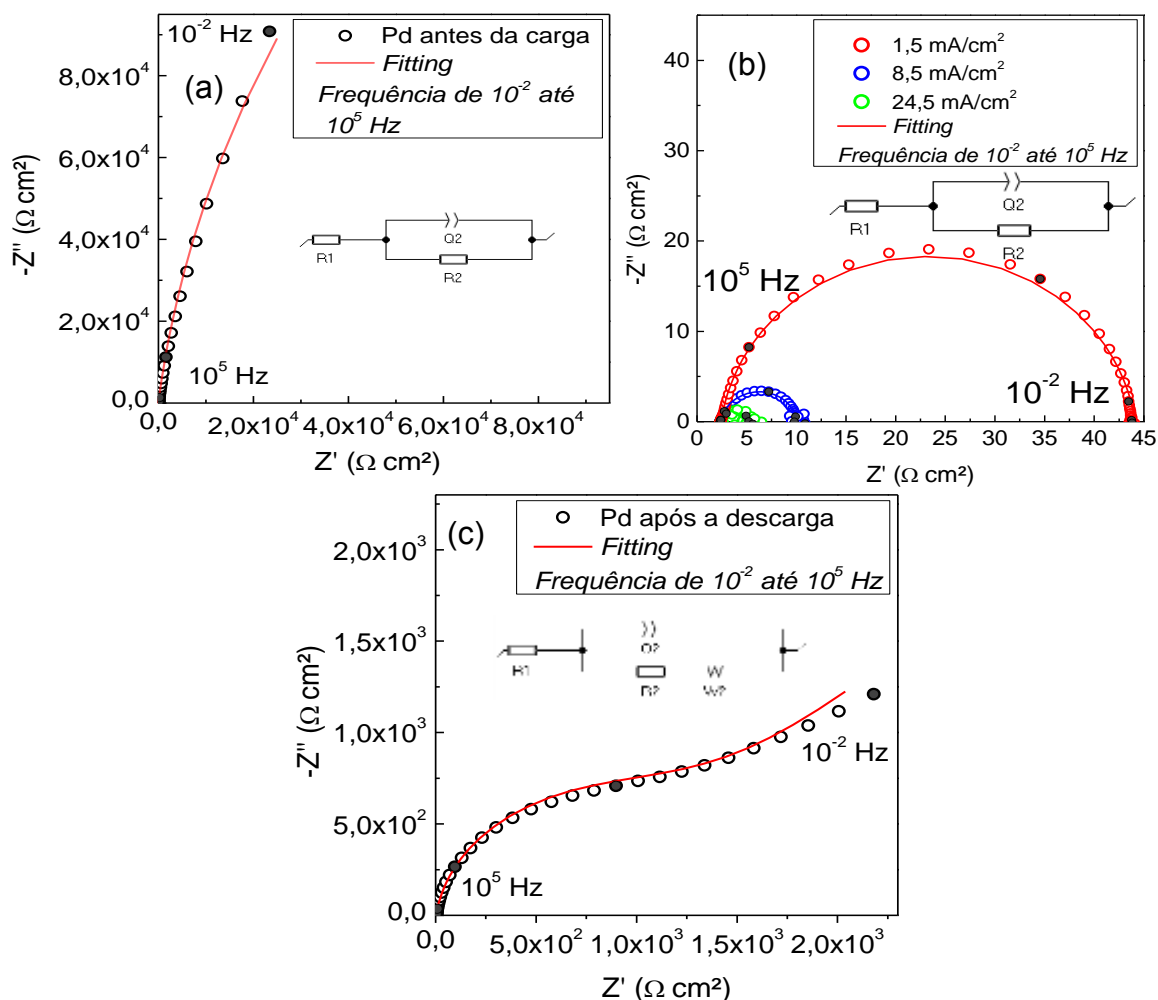 (a)
10⁻² Hz
Pd antes da carga
Fitting
Frequência de 10⁻² até
10⁵ Hz
8,0x10⁴
6,0x10⁴
4,0x10⁴
2,0x10⁴
0,0
-Z'' (Ω cm²)
R1
Q2
R2
10⁵ Hz
2,0x10⁴ 4,0x10⁴ 6,0x10⁴ 8,0x10⁴
0,0
Z' (Ω cm²)
(b)
1,5 mA/cm²
8,5 mA/cm²
24,5 mA/cm²
Fitting
Frequência de 10⁻² até 10⁵ Hz
40
30
20
10
0
-Z'' (Ω cm²)
R1
Q2
R2
10⁵ Hz
10⁻² Hz
0 5 10 15 20 25 30 35 40 45
Z' (Ω cm²)
(c)
Pd após a descarga
Fitting
Frequência de 10⁻² até 10⁵ Hz
2,0x10³
1,5x10³
1,0x10³
5,0x10²
0,0
-Z'' (Ω cm²)
R1
Q2
R2
W
W2
10⁻² Hz
10⁵ Hz
0,0 5,0x10² 1,0x10³ 1,5x10³ 2,0x10³
Z' (Ω cm²)